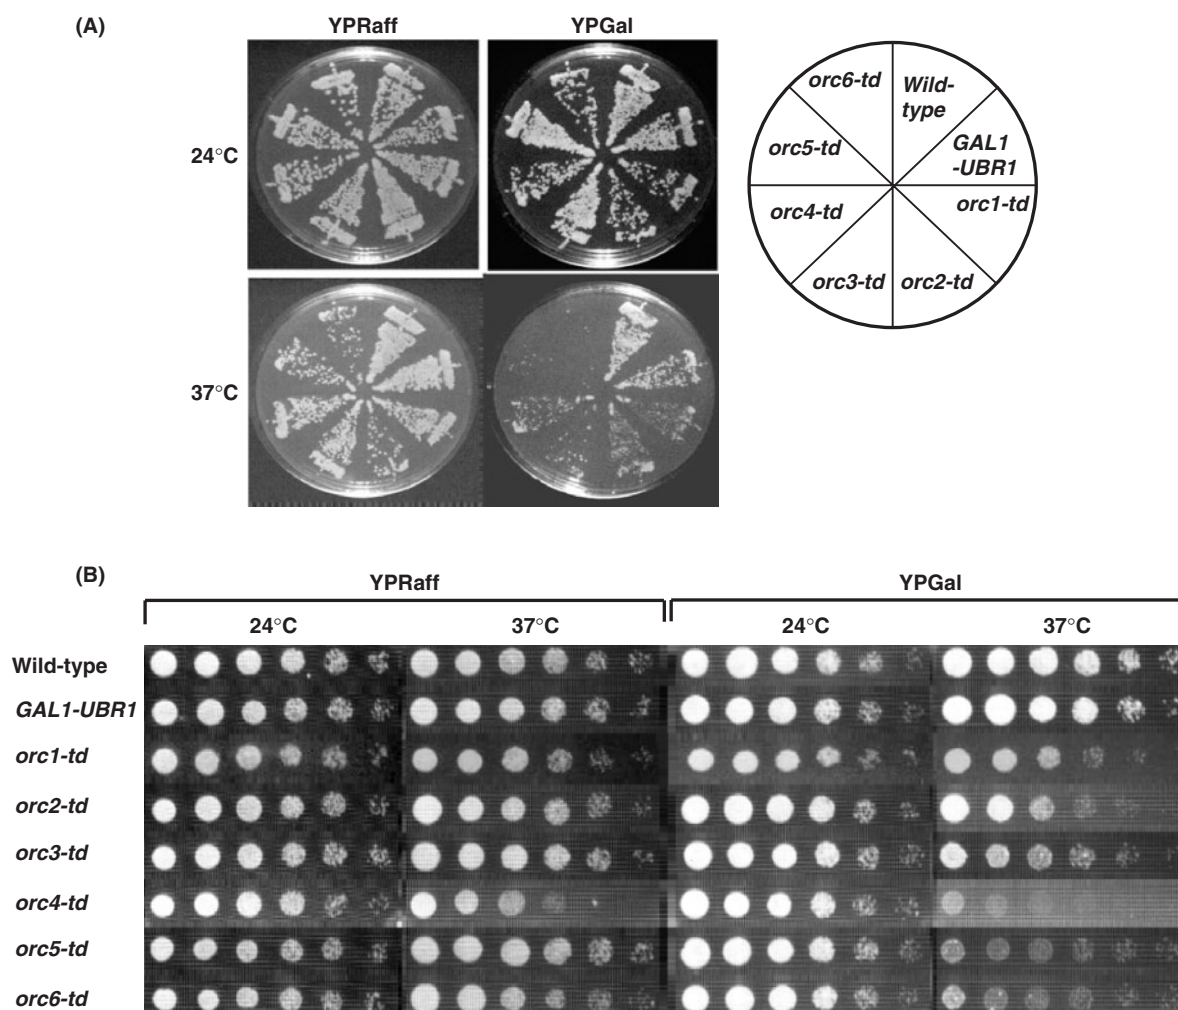 (A)
YPRaff
YPGal
24°C
37°C
orc6-td
Wild-
type
orc5-td
GAL1
-UBR1
orc4-td
orc1-td
orc3-td
orc2-td
(B)
YPRaff
YPGal
24°C
37°C
24°C
37°C
Wild-type
GAL1-UBR1
orc1-td
orc2-td
orc3-td
orc4-td
orc5-td
orc6-td